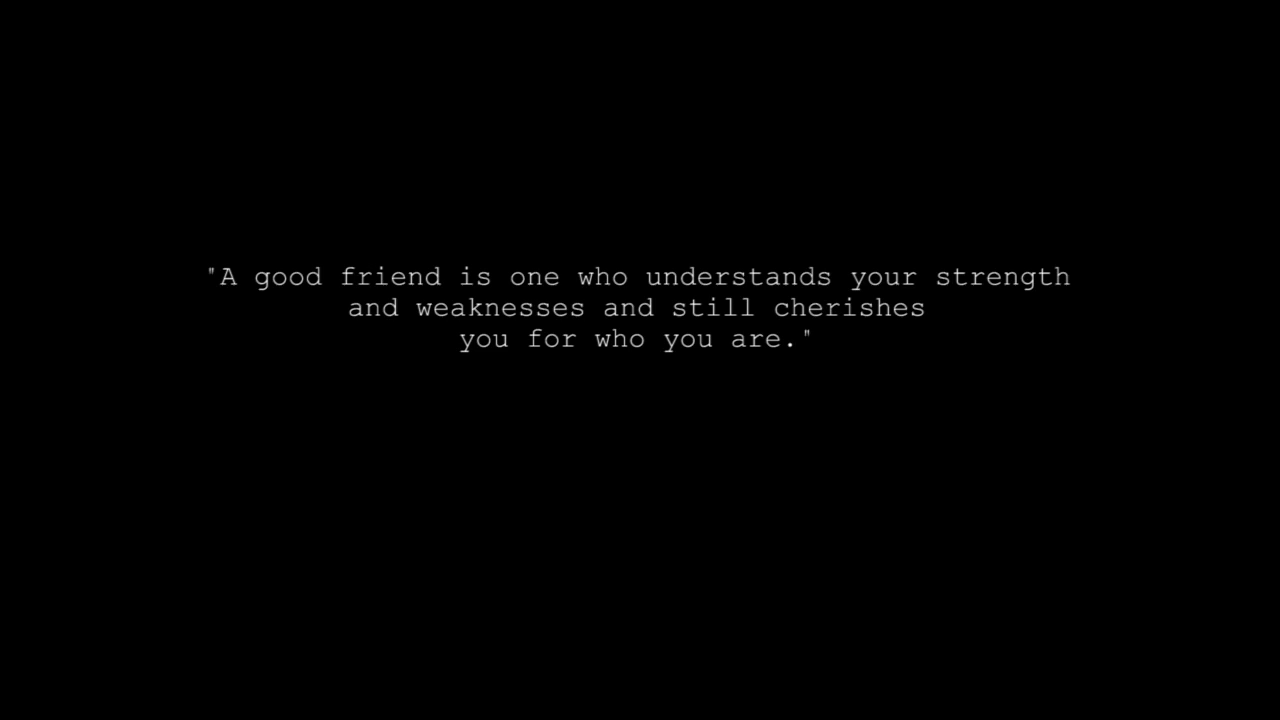 "A good friend is one who understands your strength
and weaknesses and still cherishes
you for who you are."